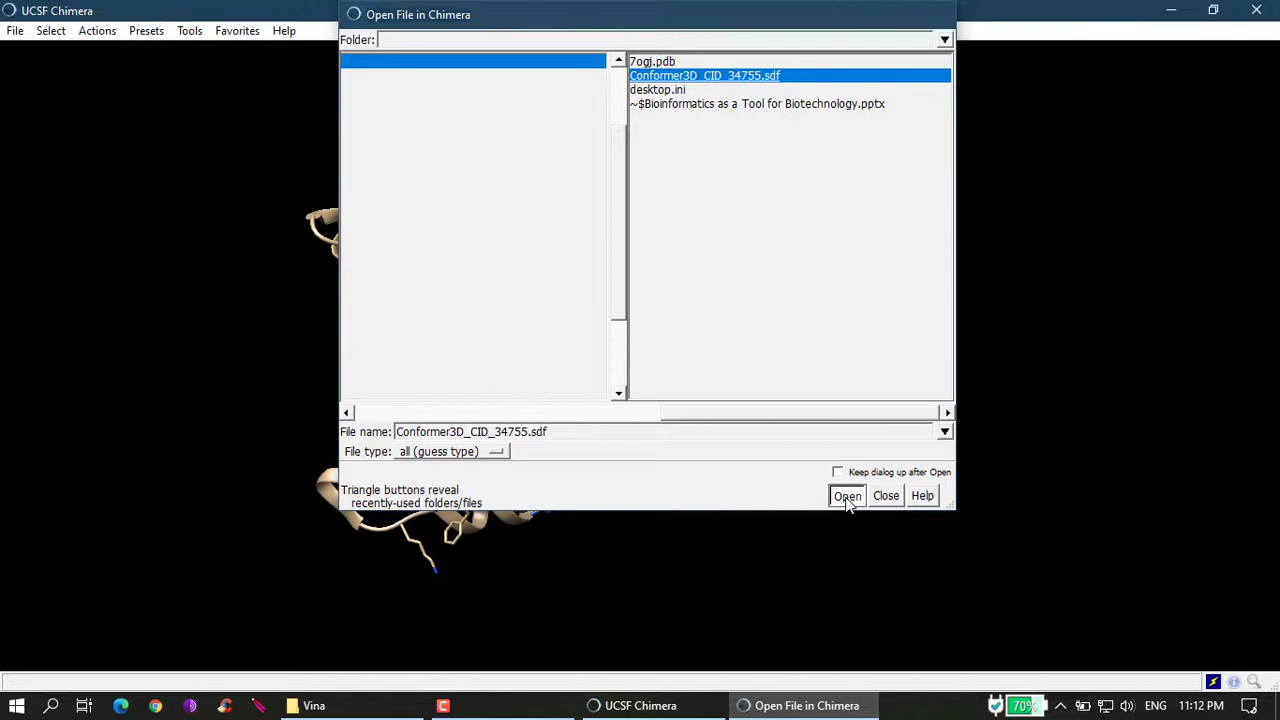 UCSF Chimera
File Select Actions Presets Tools Favorites Help
Open File in Chimera
Folder:
7ogj.pdb
Conformer3D_CID_34755.sdf
desktop.ini
~$Bioinformatics as a Tool for Biotechnology.pptx
File name: Conformer3D_CID_34755.sdf
File type: all (guess type)
Keep dialog up after Open
Triangle buttons reveal
recently-used folders/files
Open Close Help
Vina
UCSF Chimera
Open File in Chimera
70%
ENG
11:12 PM